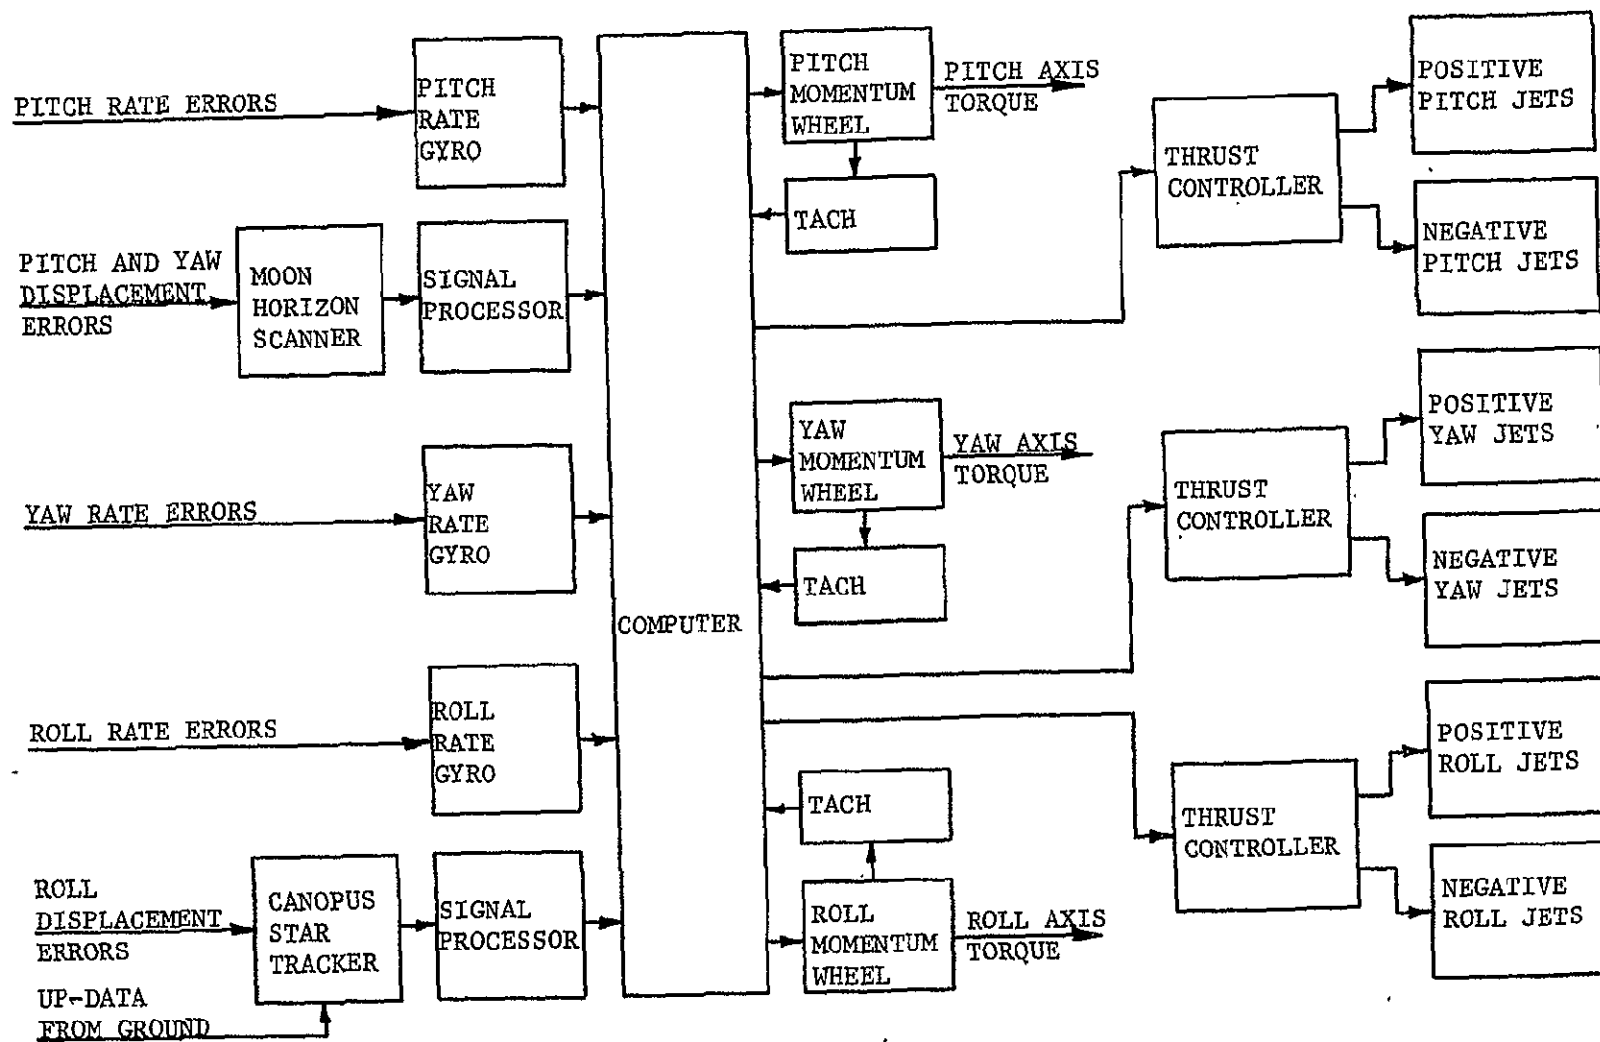 PITCH RATE ERRORS
PITCH
RATE
GYRO
PITCH AND YAW
DISPLACEMENT
ERRORS
MOON
HORIZON
SCANNER
SIGNAL
PROCESSOR
YAW RATE ERRORS
YAW
RATE
GYRO
ROLL RATE ERRORS
ROLL
RATE
GYRO
ROLL
DISPLACEMENT
ERRORS
UP-DATA
FROM GROUND
CANOPUS
STAR
TRACKER
SIGNAL
PROCESSOR
COMPUTER
PITCH
MOMENTUM
WHEEL
PITCH AXIS
TORQUE
TACH
YAW
MOMENTUM
WHEEL
YAW AXIS
TORQUE
TACH
TACH
ROLL
MOMENTUM
WHEEL
ROLL AXIS
TORQUE
THRUST
CONTROLLER
POSITIVE
PITCH JETS
NEGATIVE
PITCH JETS
THRUST
CONTROLLER
POSITIVE
YAW JETS
NEGATIVE
YAW JETS
THRUST
CONTROLLER
POSITIVE
ROLL JETS
NEGATIVE
ROLL JETS